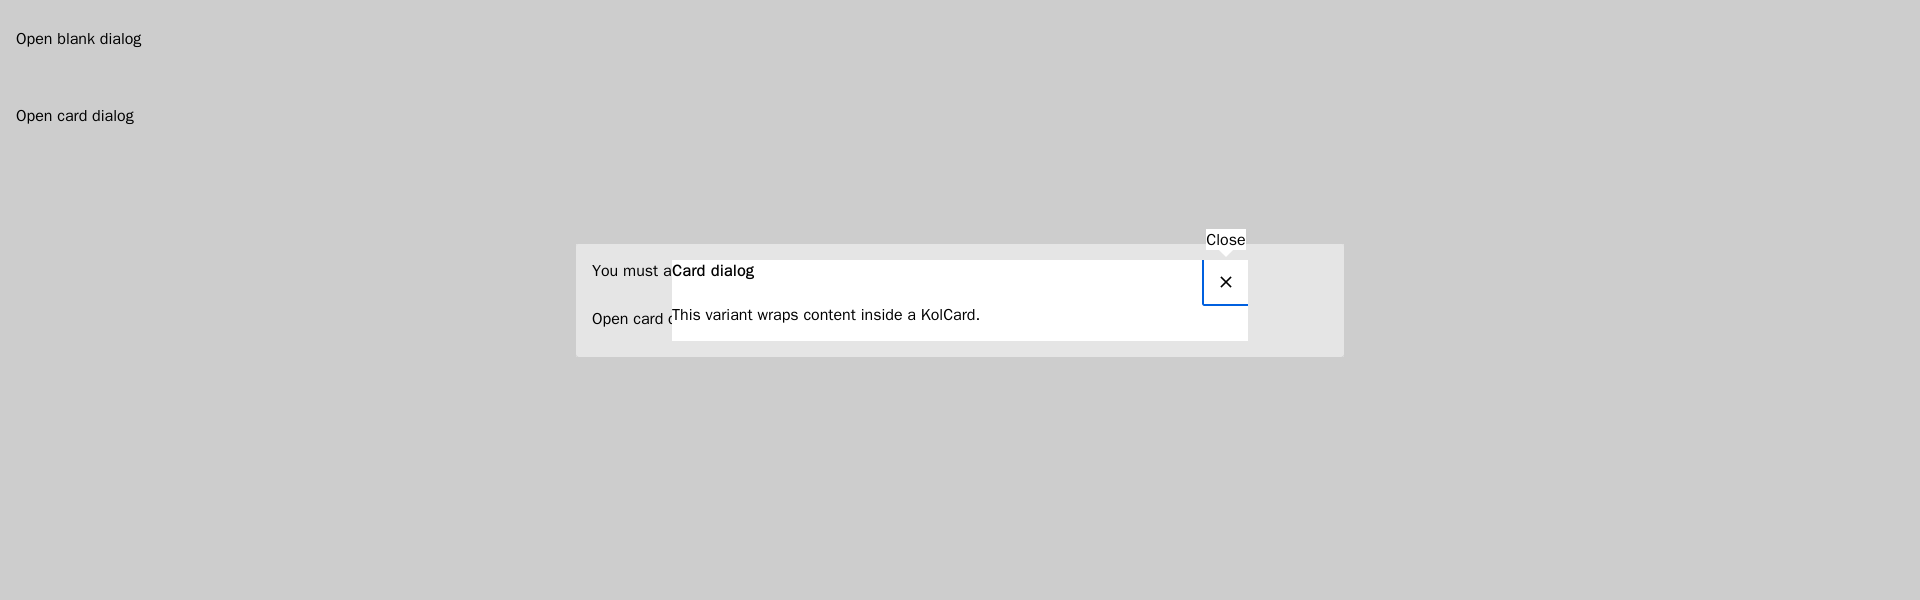 Open blank dialog
Open card dialog
Close
You must a
Card dialog
This variant wraps content inside a KolCard.
Open card